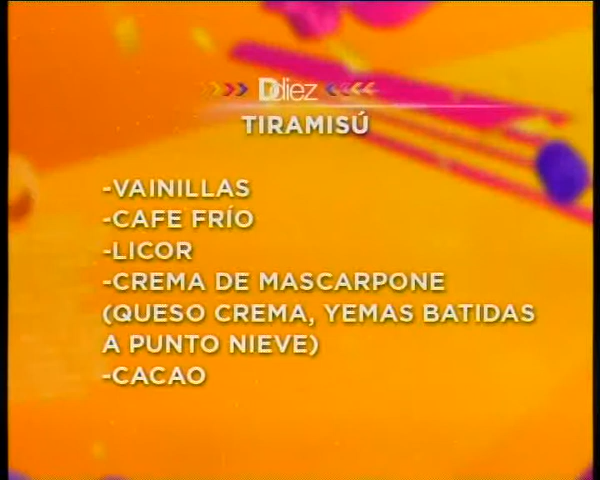 Ddiez
TIRAMISÚ
-VAINILLAS
-CAFE FRÍO
-LICOR
-CREMA DE MASCARPONE
(QUESO CREMA, YEMAS BATIDAS
A PUNTO NIEVE)
-CACAO